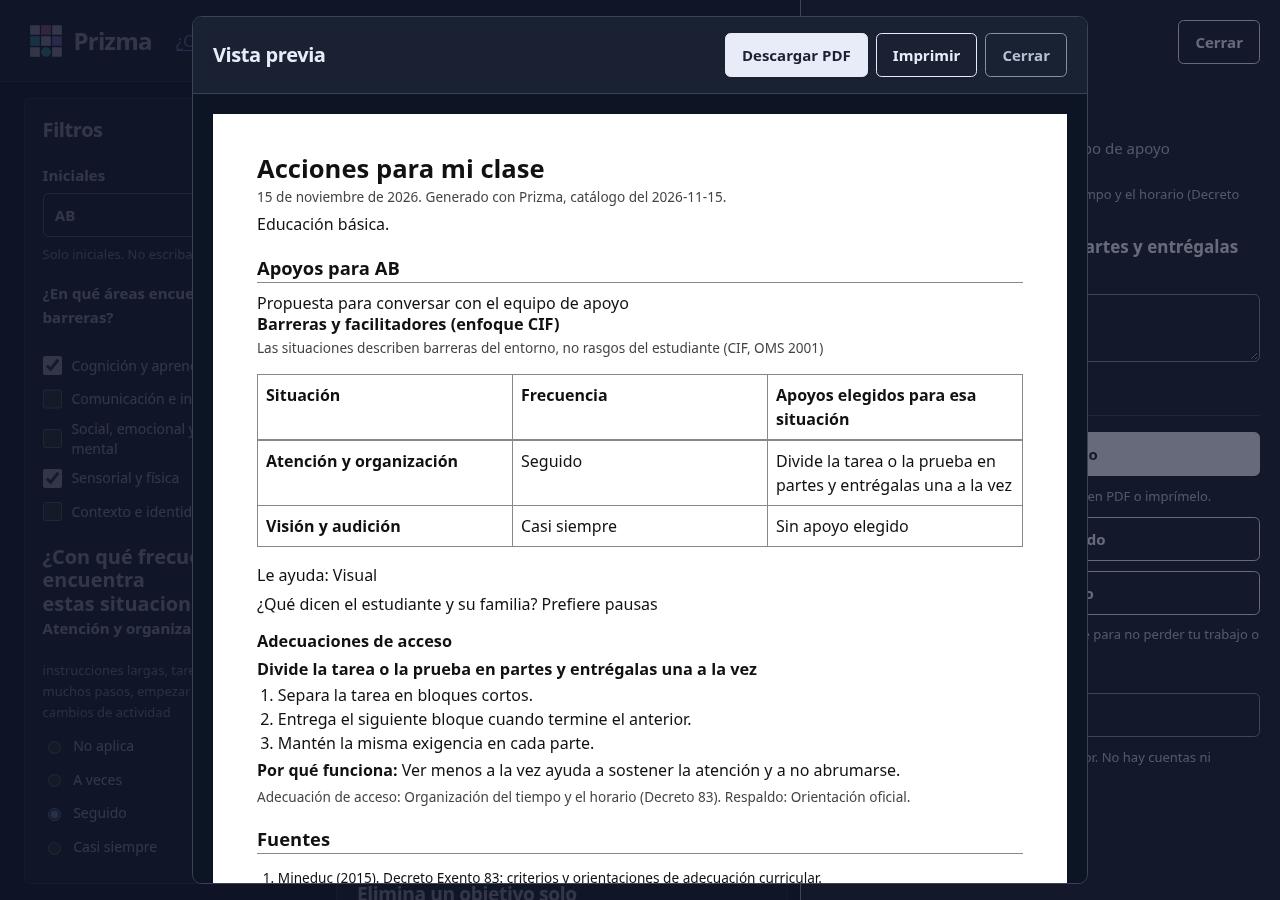 Prizma
¿C
Cerrar
Vista previa
Descargar PDF
Imprimir
Cerrar
Filtros
Iniciales
AB
Solo iniciales. No escriba
¿En qué áreas encue
barreras?
Cognición y apren
Comunicación e in
Social, emocional y
mental
Sensorial y física
Contexto e identid
¿Con qué frecue
encuentra
estas situacion
Atención y organiza
instrucciones largas, tare
muchos pasos, empezar
cambios de actividad
No aplica
A veces
Seguido
Casi siempre
Acciones para mi clase
15 de noviembre de 2026. Generado con Prizma, catálogo del 2026-11-15.
Educación básica.
Apoyos para AB
Propuesta para conversar con el equipo de apoyo
Barreras y facilitadores (enfoque CIF)
Las situaciones describen barreras del entorno, no rasgos del estudiante (CIF, OMS 2001)
Situación
Frecuencia
Apoyos elegidos para esa
situación
Atención y organización
Seguido
Divide la tarea o la prueba en
partes y entrégalas una a la vez
Visión y audición
Casi siempre
Sin apoyo elegido
Le ayuda: Visual
¿Qué dicen el estudiante y su familia? Prefiere pausas
Adecuaciones de acceso
Divide la tarea o la prueba en partes y entrégalas una a la vez
1. Separa la tarea en bloques cortos.
2. Entrega el siguiente bloque cuando termine el anterior.
3. Mantén la misma exigencia en cada parte.
Por qué funciona: Ver menos a la vez ayuda a sostener la atención y a no abrumarse.
Adecuación de acceso: Organización del tiempo y el horario (Decreto 83). Respaldo: Orientación oficial.
Fuentes
1. Mineduc (2015). Decreto Exento 83: criterios y orientaciones de adecuación curricular.
Elimina un objetivo solo
po de apoyo
mpo y el horario (Decreto
artes y entrégalas
o
en PDF o imprímelo.
do
o
e para no perder tu trabajo o
or. No hay cuentas ni